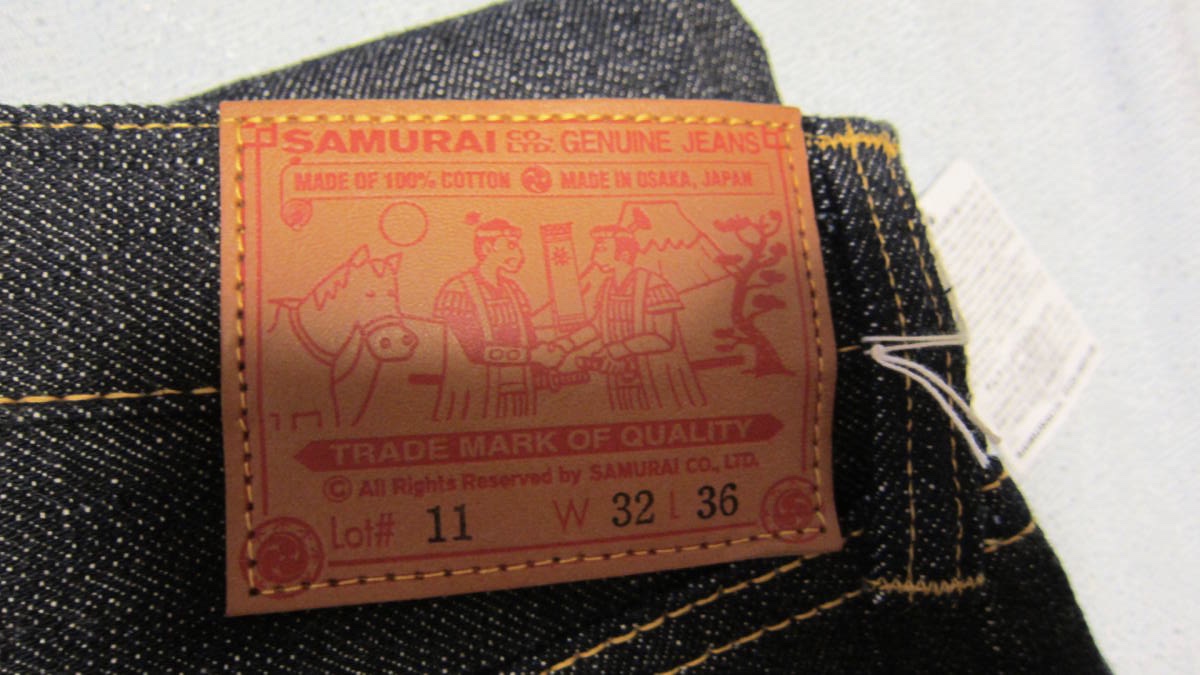 SAMURAI CO. LTD. GENUINE JEANS
MADE OF 100% COTTON MADE IN OSAKA, JAPAN
TRADE MARK OF QUALITY
© All Rights Reserved by SAMURAI CO., LTD.
Lot# 11 W 32 L 36